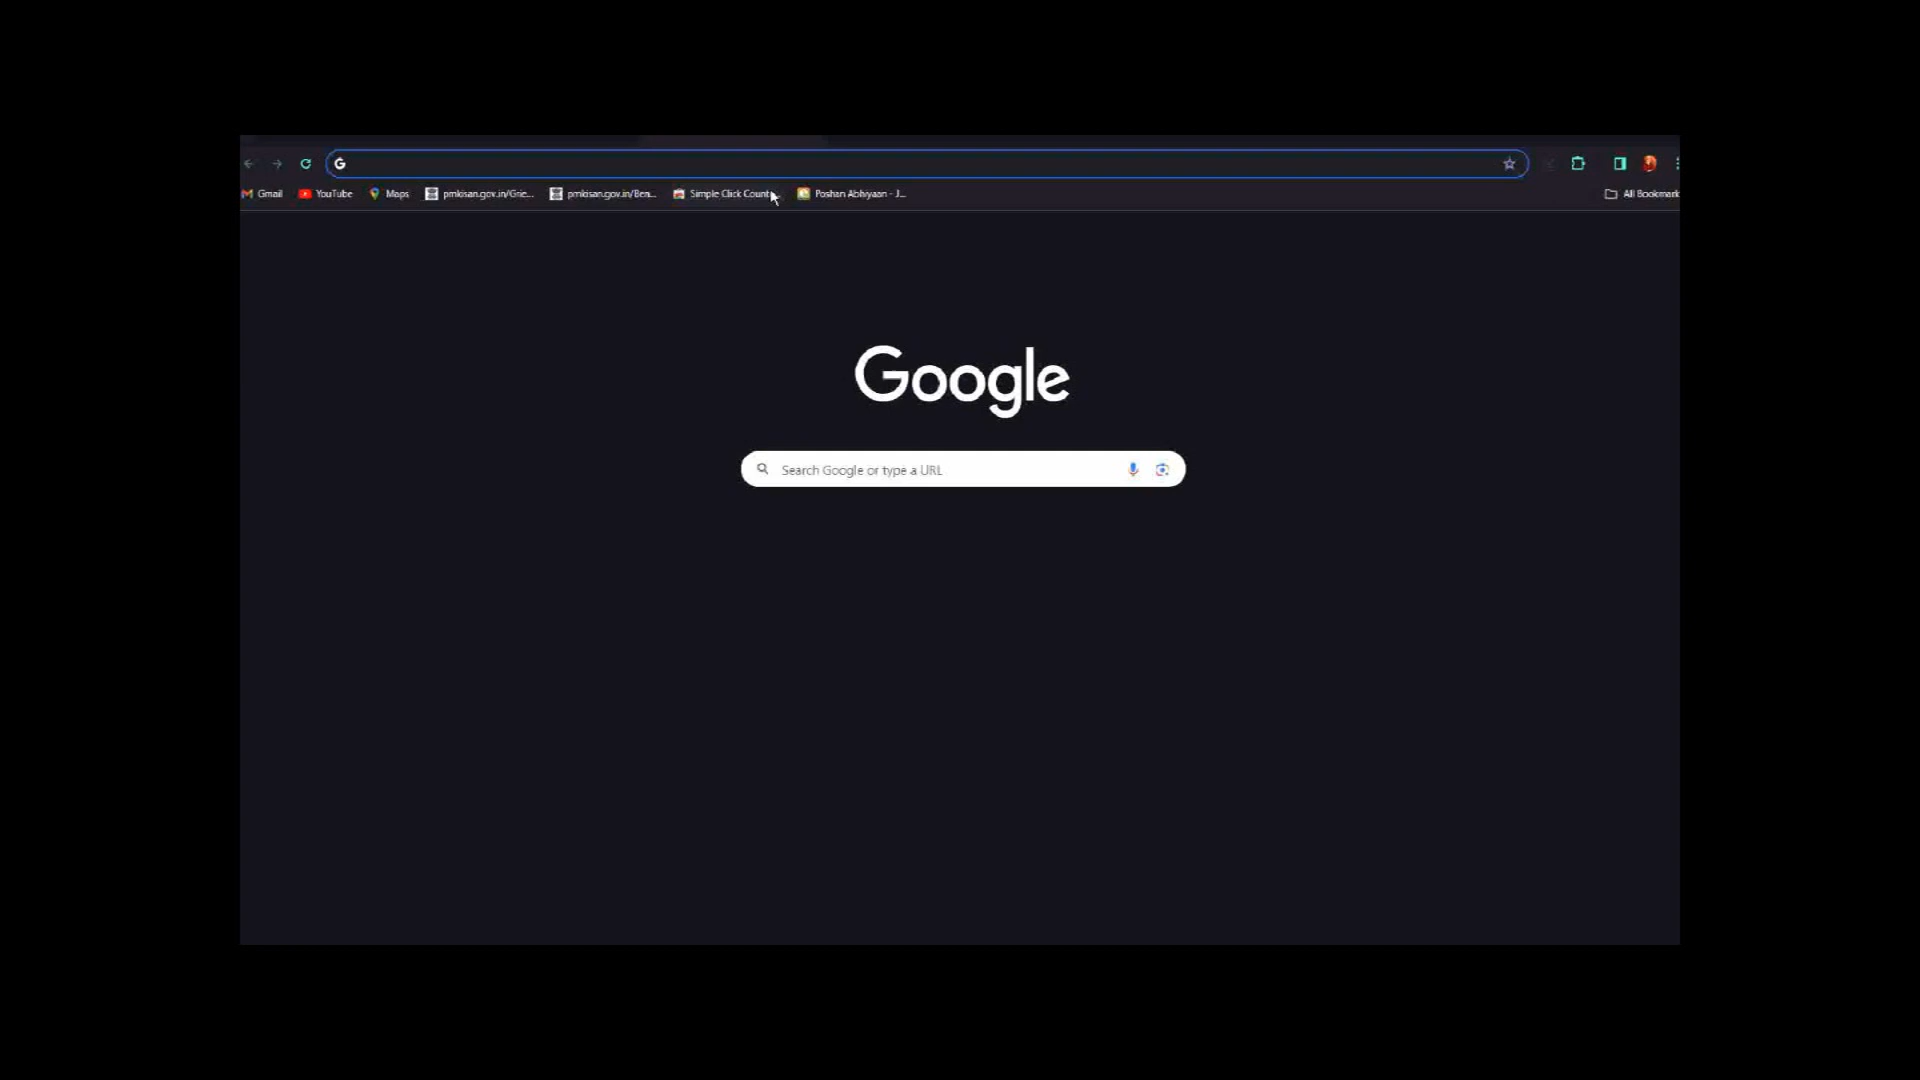 Gmail YouTube Maps pmkisan.gov.in/Grie... pmkisan.gov.in/Ben... Simple Click Count... Poshan Abhiyaan - J... All Bookmark
Google
Search Google or type a URL